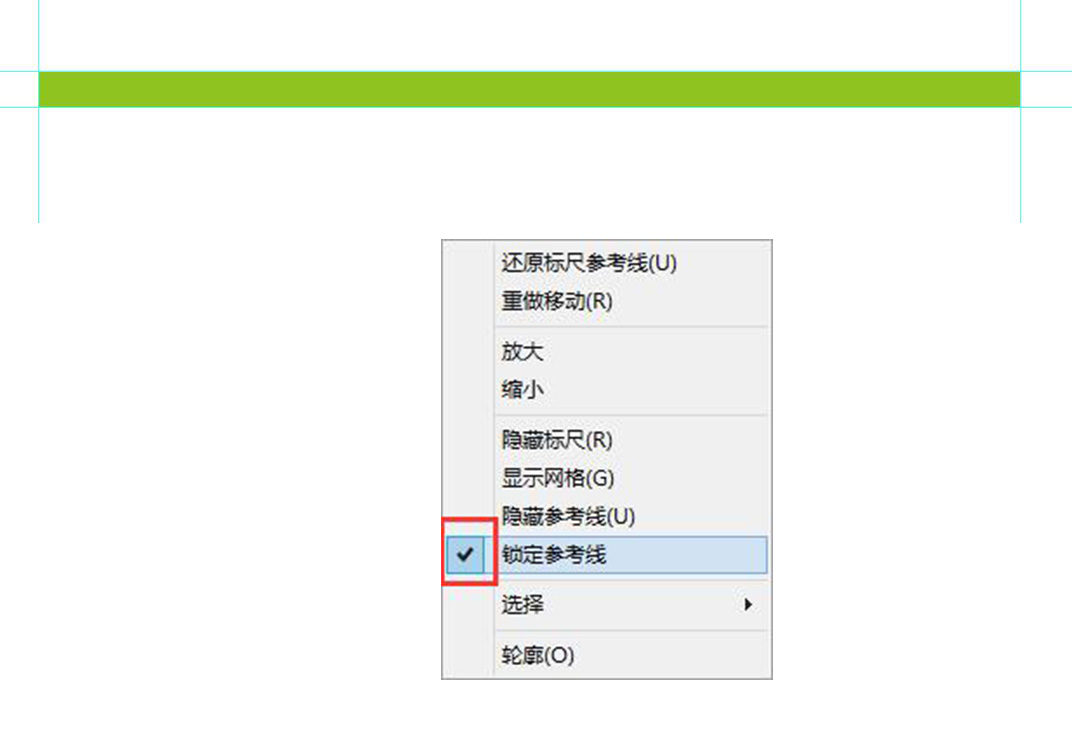 还原标尺参考线(U)
重做移动(R)
放大
缩小
隐藏标尺(R)
显示网格(G)
隐藏参考线(U)
锁定参考线
选择
轮廓(O)